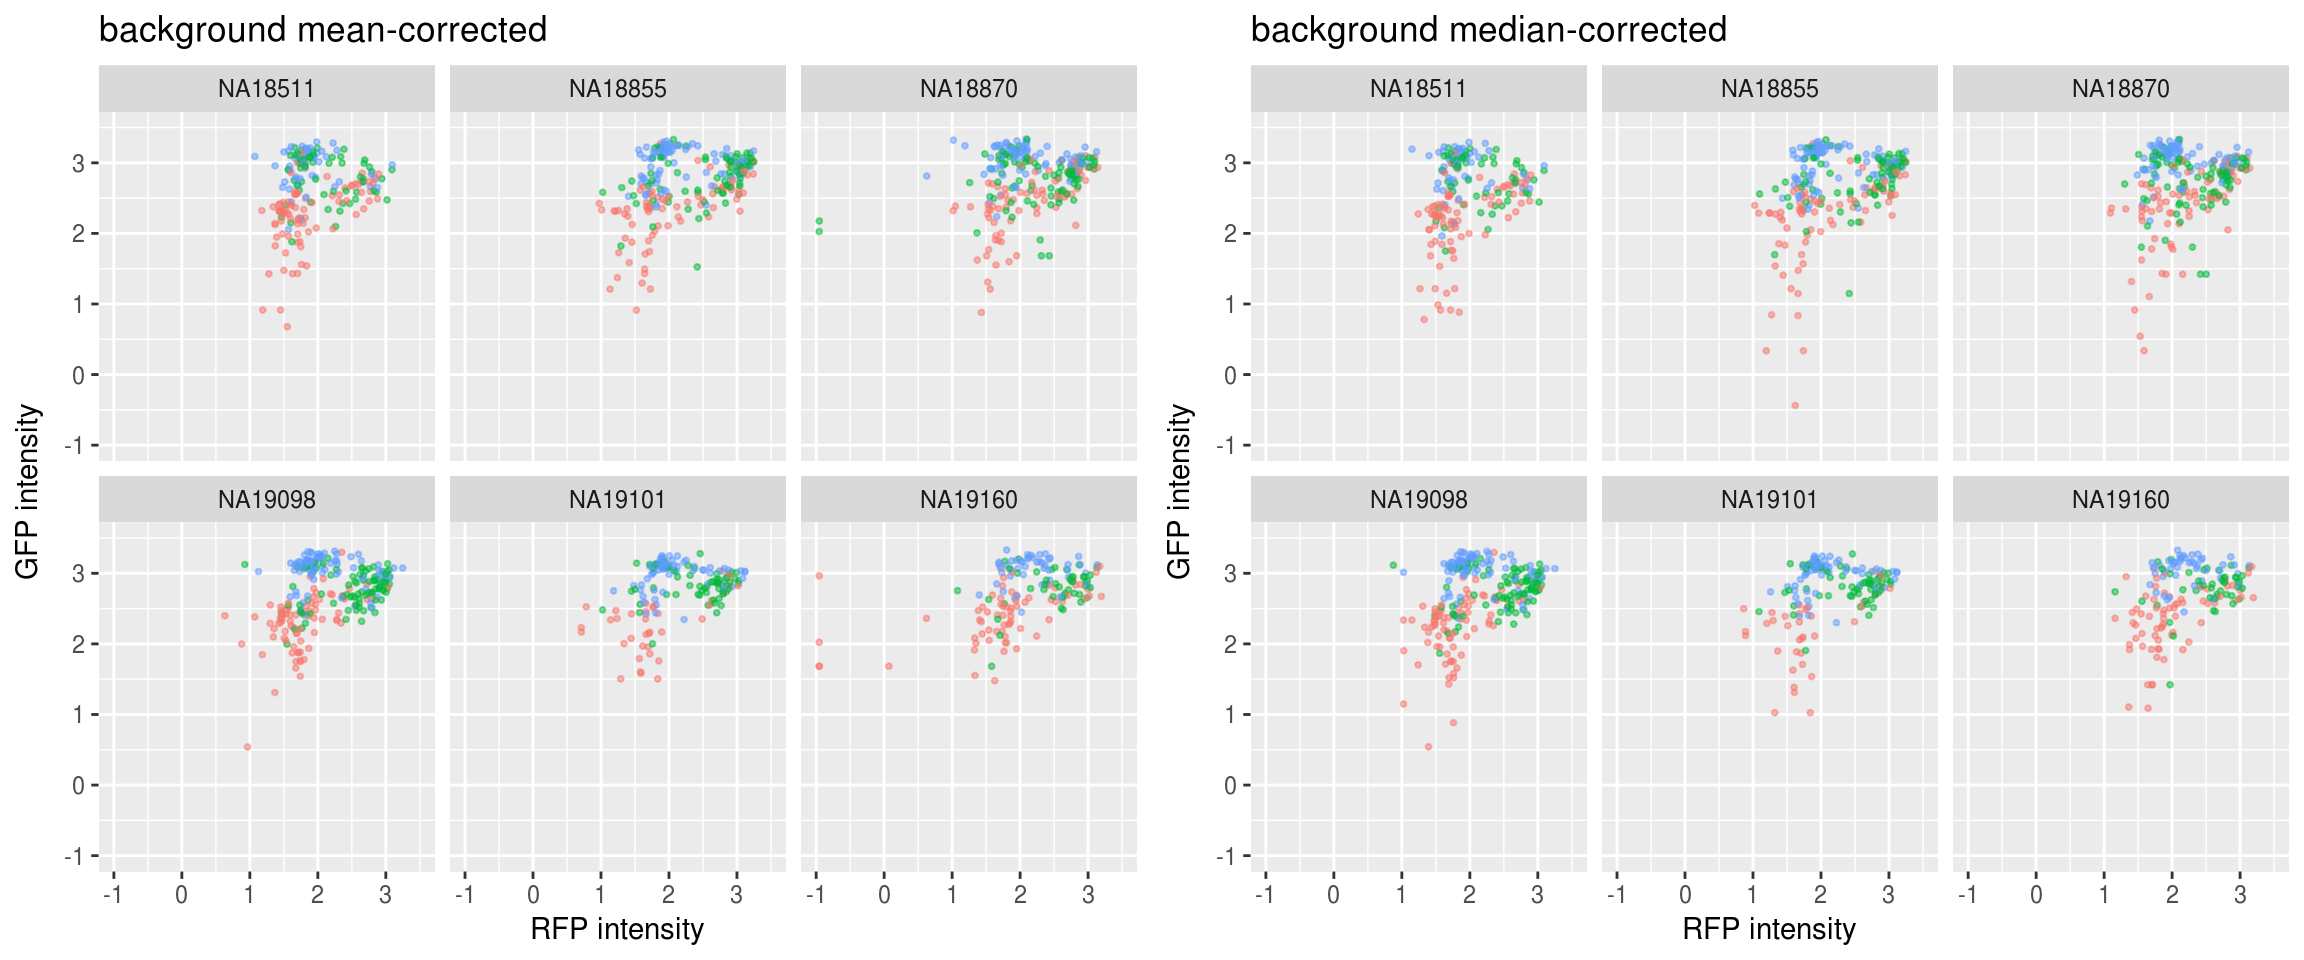 background mean-corrected
NA18511 NA18855 NA18870
3
2
1
0
-1
NA19098 NA19101 NA19160
3
2
1
0
-1
-1 0 1 2 3 -1 0 1 2 3 -1 0 1 2 3
RFP intensity
GFP intensity
background median-corrected
NA18511 NA18855 NA18870
3
2
1
0
-1
NA19098 NA19101 NA19160
3
2
1
0
-1
-1 0 1 2 3 -1 0 1 2 3 -1 0 1 2 3
RFP intensity
GFP intensity